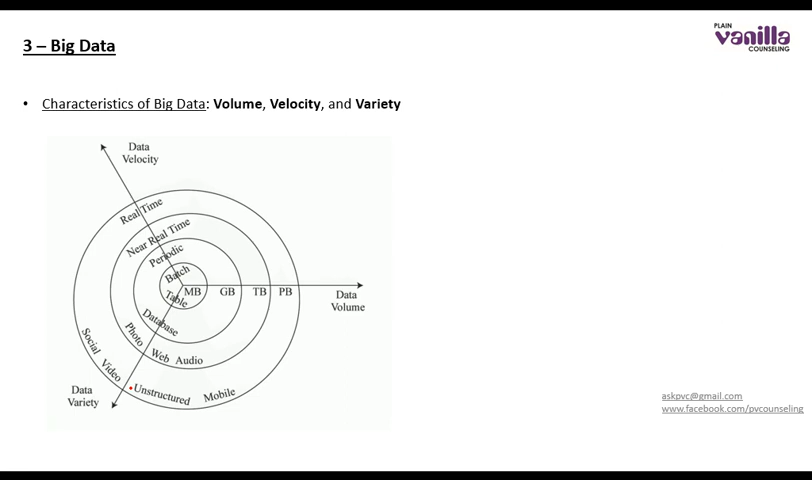 3 – Big Data
PLAIN
vanilla
COUNSELING
• Characteristics of Big Data: Volume, Velocity, and Variety
Data
Velocity
Real Time
Near Real Time
Periodic
Batch
MB GB TB PB
Data
Volume
Table
Database
Photo Web Audio
Social Video Unstructured Mobile
Data
Variety
askpvc@gmail.com
www.facebook.com/pvcounseling